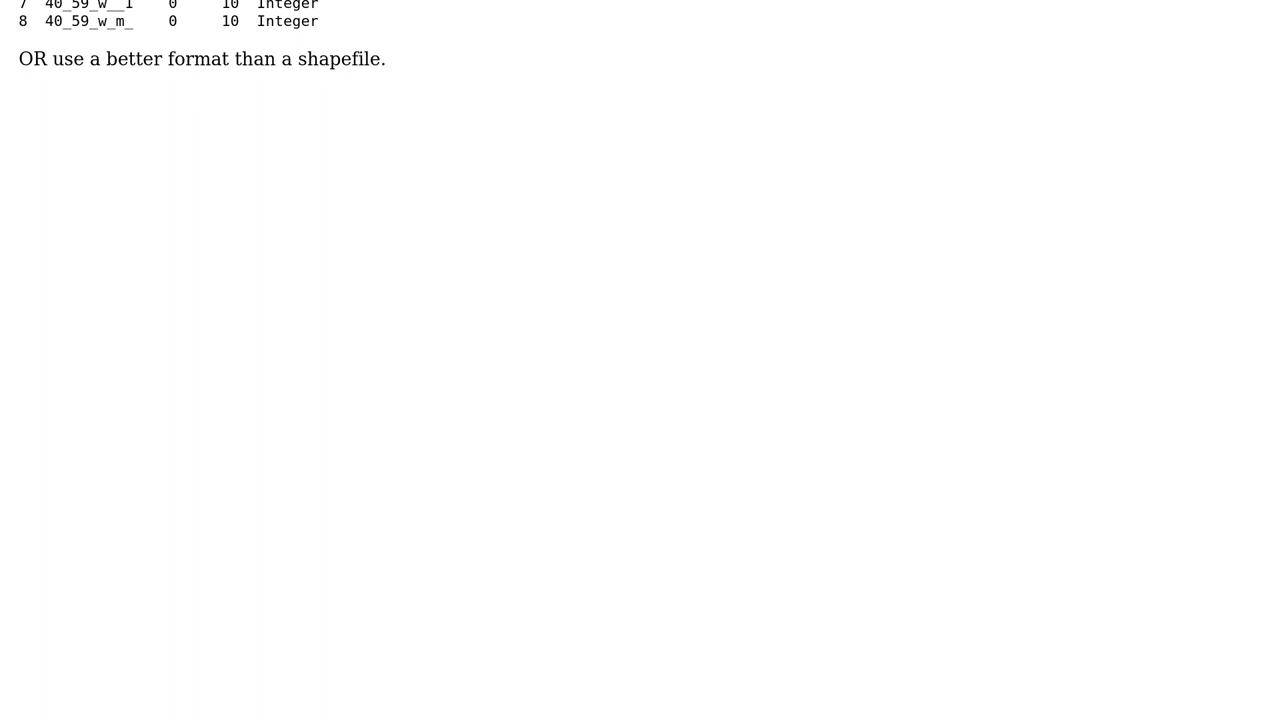 7  40_59_w__1    0     10  Integer
8  40_59_w_m_    0     10  Integer
OR use a better format than a shapefile.